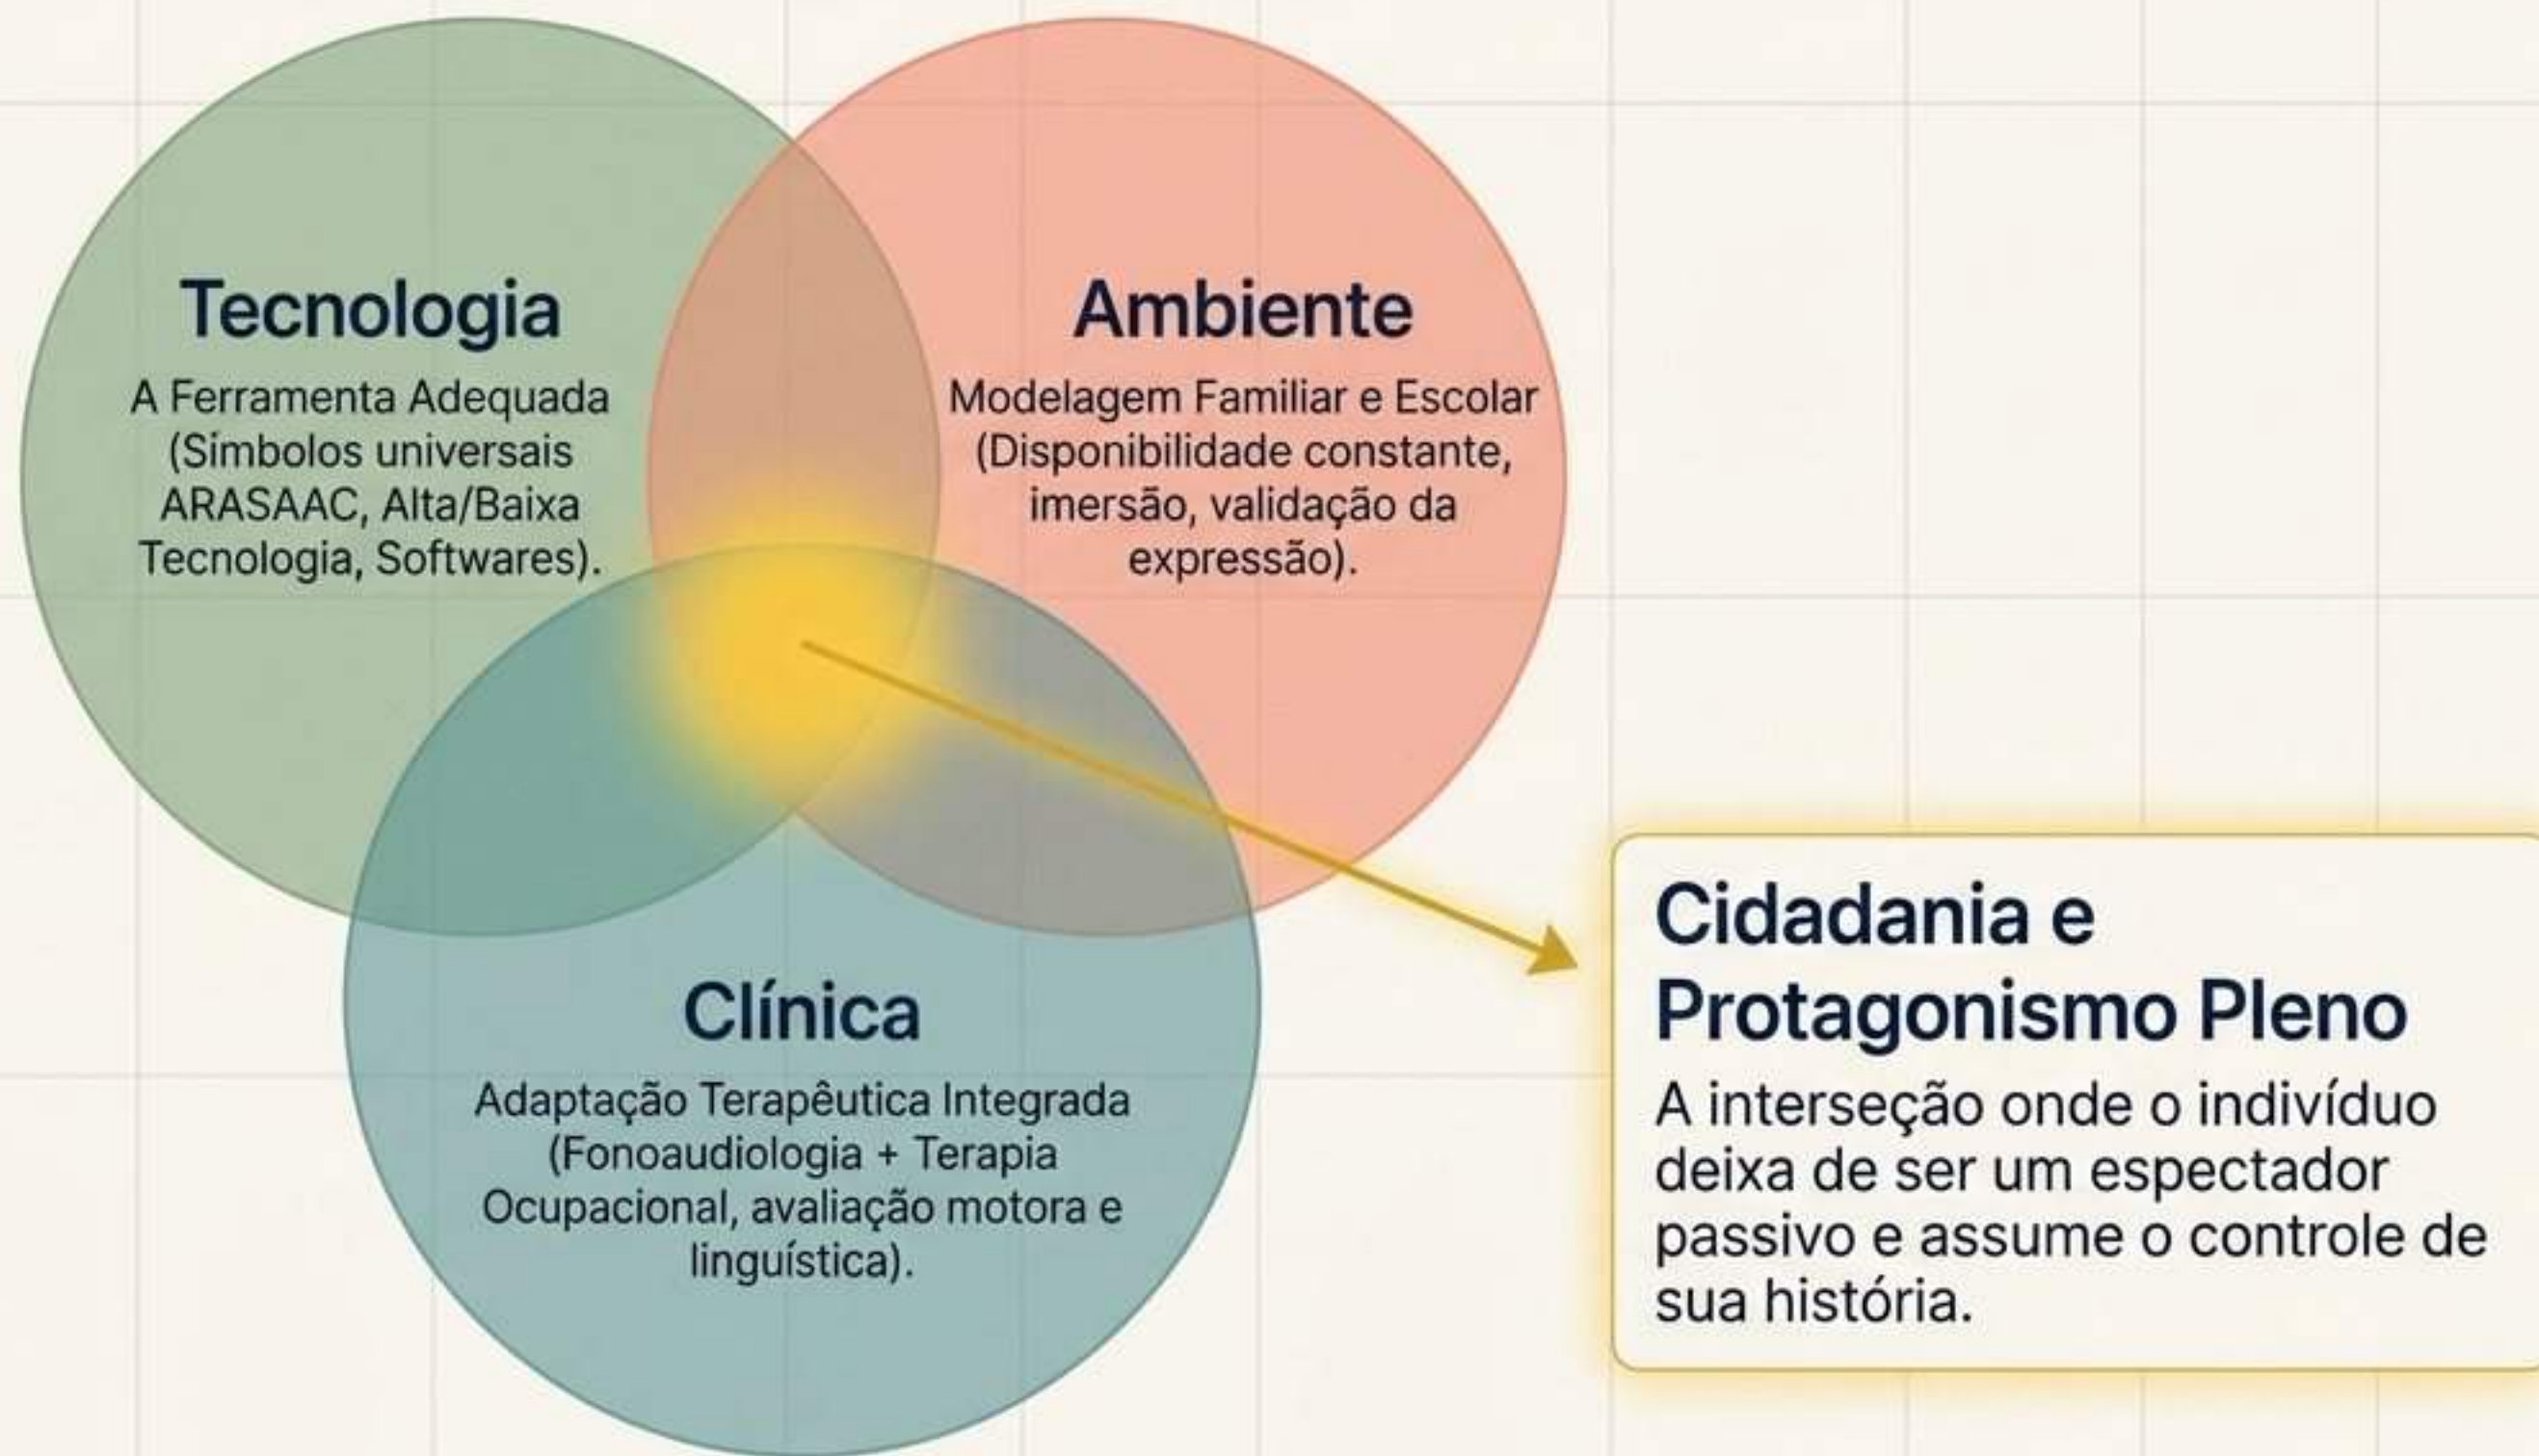 Tecnologia
A Ferramenta Adequada
(Símbolos universais
ARASAAC, Alta/Baixa
Tecnologia, Softwares).
Ambiente
Modelagem Familiar e Escolar
(Disponibilidade constante,
imersão, validação da
expressão).
Clínica
Adaptação Terapêutica Integrada
(Fonoaudiologia + Terapia
Ocupacional, avaliação motora e
linguística).
Cidadania e
Protagonismo Pleno
A interseção onde o indivíduo
deixa de ser um espectador
passivo e assume o controle de
sua história.